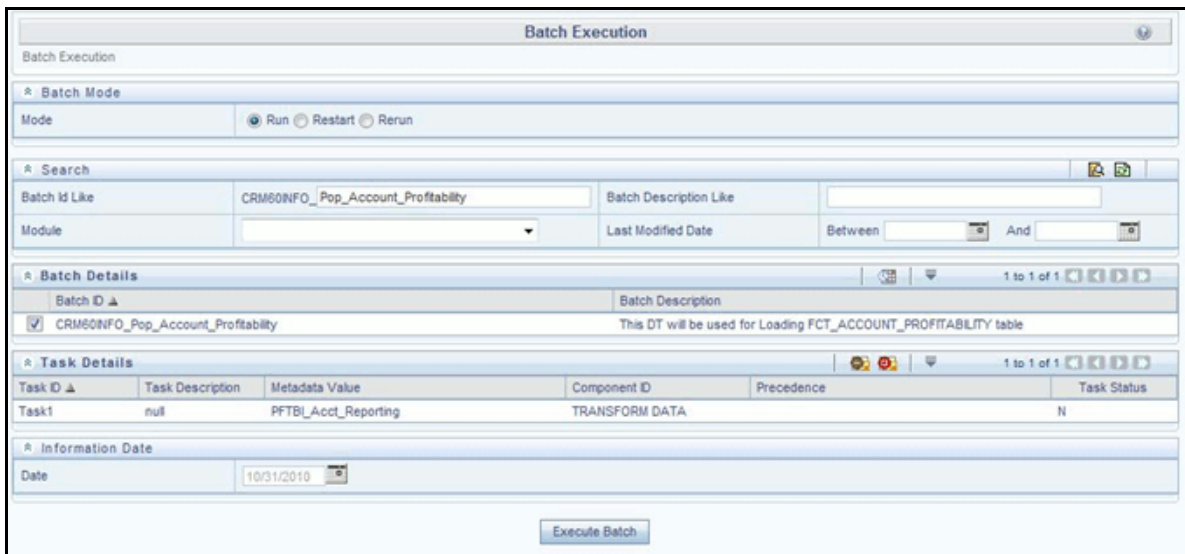 Batch Execution
Batch Execution
Batch Mode
Mode Run Restart Rerun
Search
Batch Id Like CRM60INFO_ Pop_Account_Profitability Batch Description Like
Module Last Modified Date Between And
Batch Details 1 to 1 of 1
Batch ID Batch Description
CRM60INFO_Pop_Account_Profitability This DT will be used for Loading FCT_ACCOUNT_PROFITABILITY table
Task Details 1 to 1 of 1
Task ID Task Description Metadata Value Component ID Precedence Task Status
Task1 null PFTBI_Acct_Reporting TRANSFORM DATA N
Information Date
Date 10/31/2010
Execute Batch